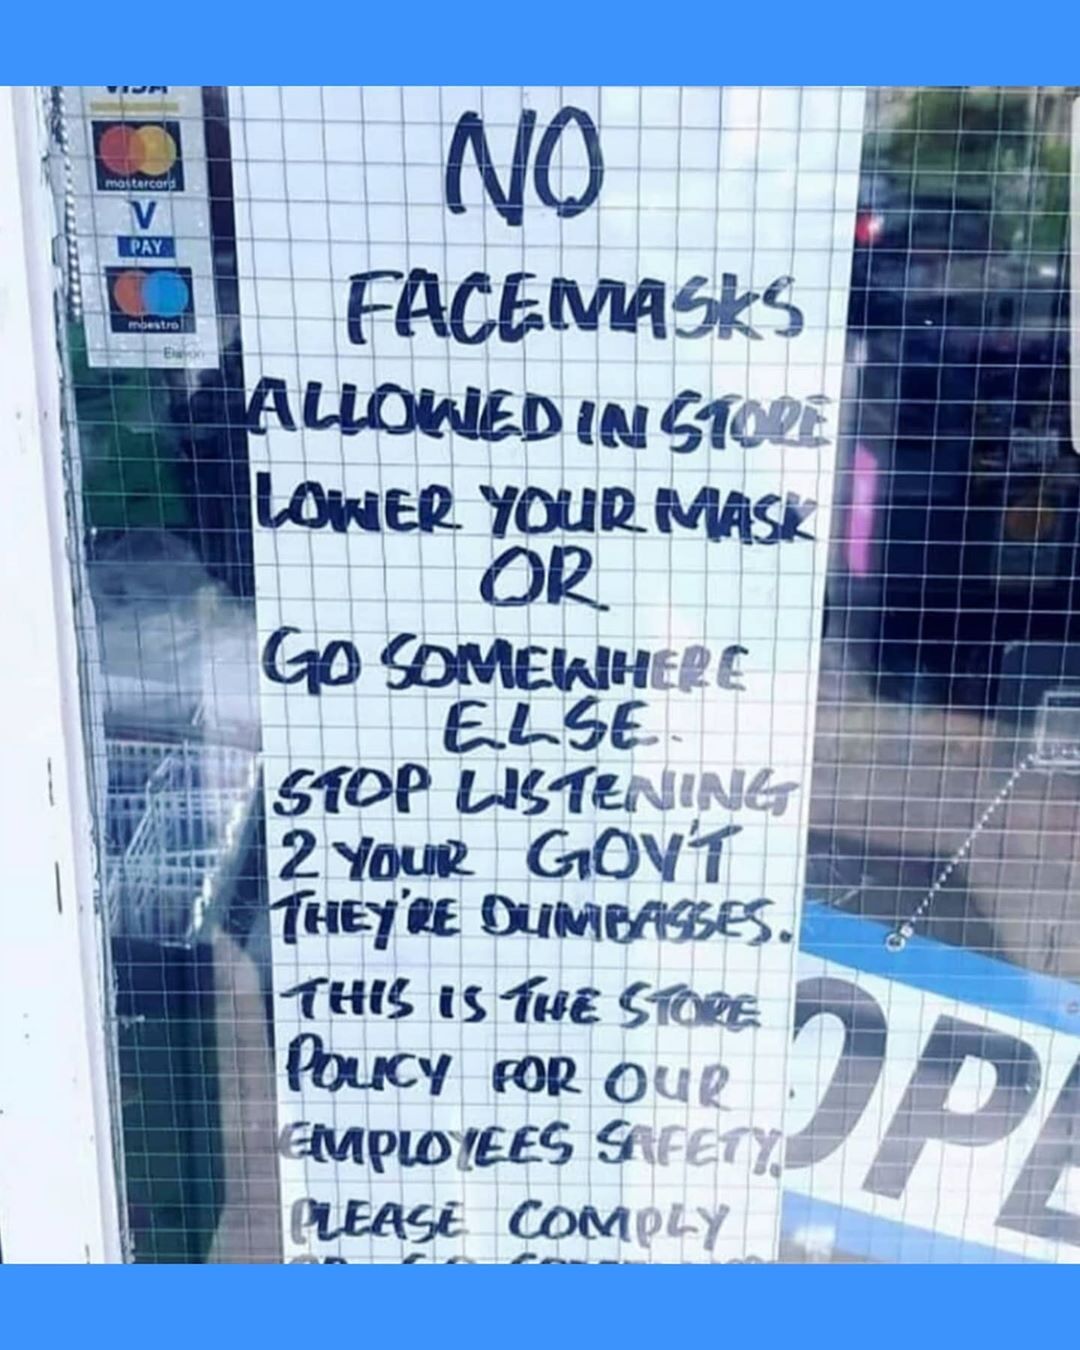 VISA
mastercard
V
PAY
maestro
NO
FACEMASKS
ALLOWED IN STORE
LOWER YOUR MASK
OR
GO SOMEWHERE
ELSE.
STOP LISTENING
2 YOUR GOV'T
THEY'RE DUMBASSES.
THIS IS THE STORE
POLICY FOR OUR
EMPLOYEES SAFETY.
PLEASE COMPLY
OPE